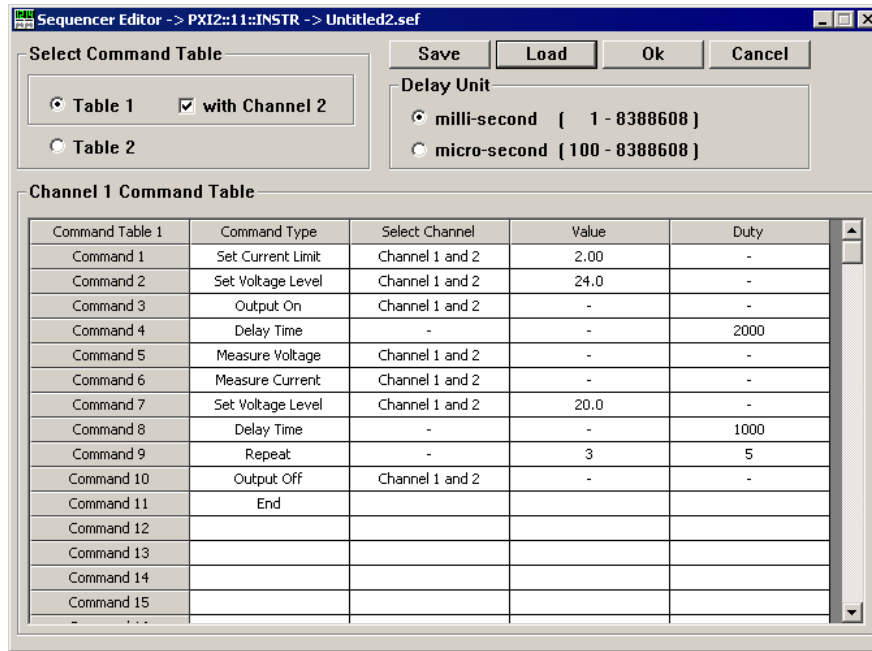 Sequencer Editor -> PXI2::11::INSTR -> Untitled2.sef
Select Command Table
Save Load Ok Cancel
Table 1 with Channel 2
Table 2
Delay Unit
milli-second ( 1 - 8388608 )
micro-second ( 100 - 8388608 )
Channel 1 Command Table
Command Table 1 Command Type Select Channel Value Duty
Command 1 Set Current Limit Channel 1 and 2 2.00 -
Command 2 Set Voltage Level Channel 1 and 2 24.0 -
Command 3 Output On Channel 1 and 2 - -
Command 4 Delay Time - - 2000
Command 5 Measure Voltage Channel 1 and 2 - -
Command 6 Measure Current Channel 1 and 2 - -
Command 7 Set Voltage Level Channel 1 and 2 20.0 -
Command 8 Delay Time - - 1000
Command 9 Repeat - 3 5
Command 10 Output Off Channel 1 and 2 - -
Command 11 End
Command 12
Command 13
Command 14
Command 15